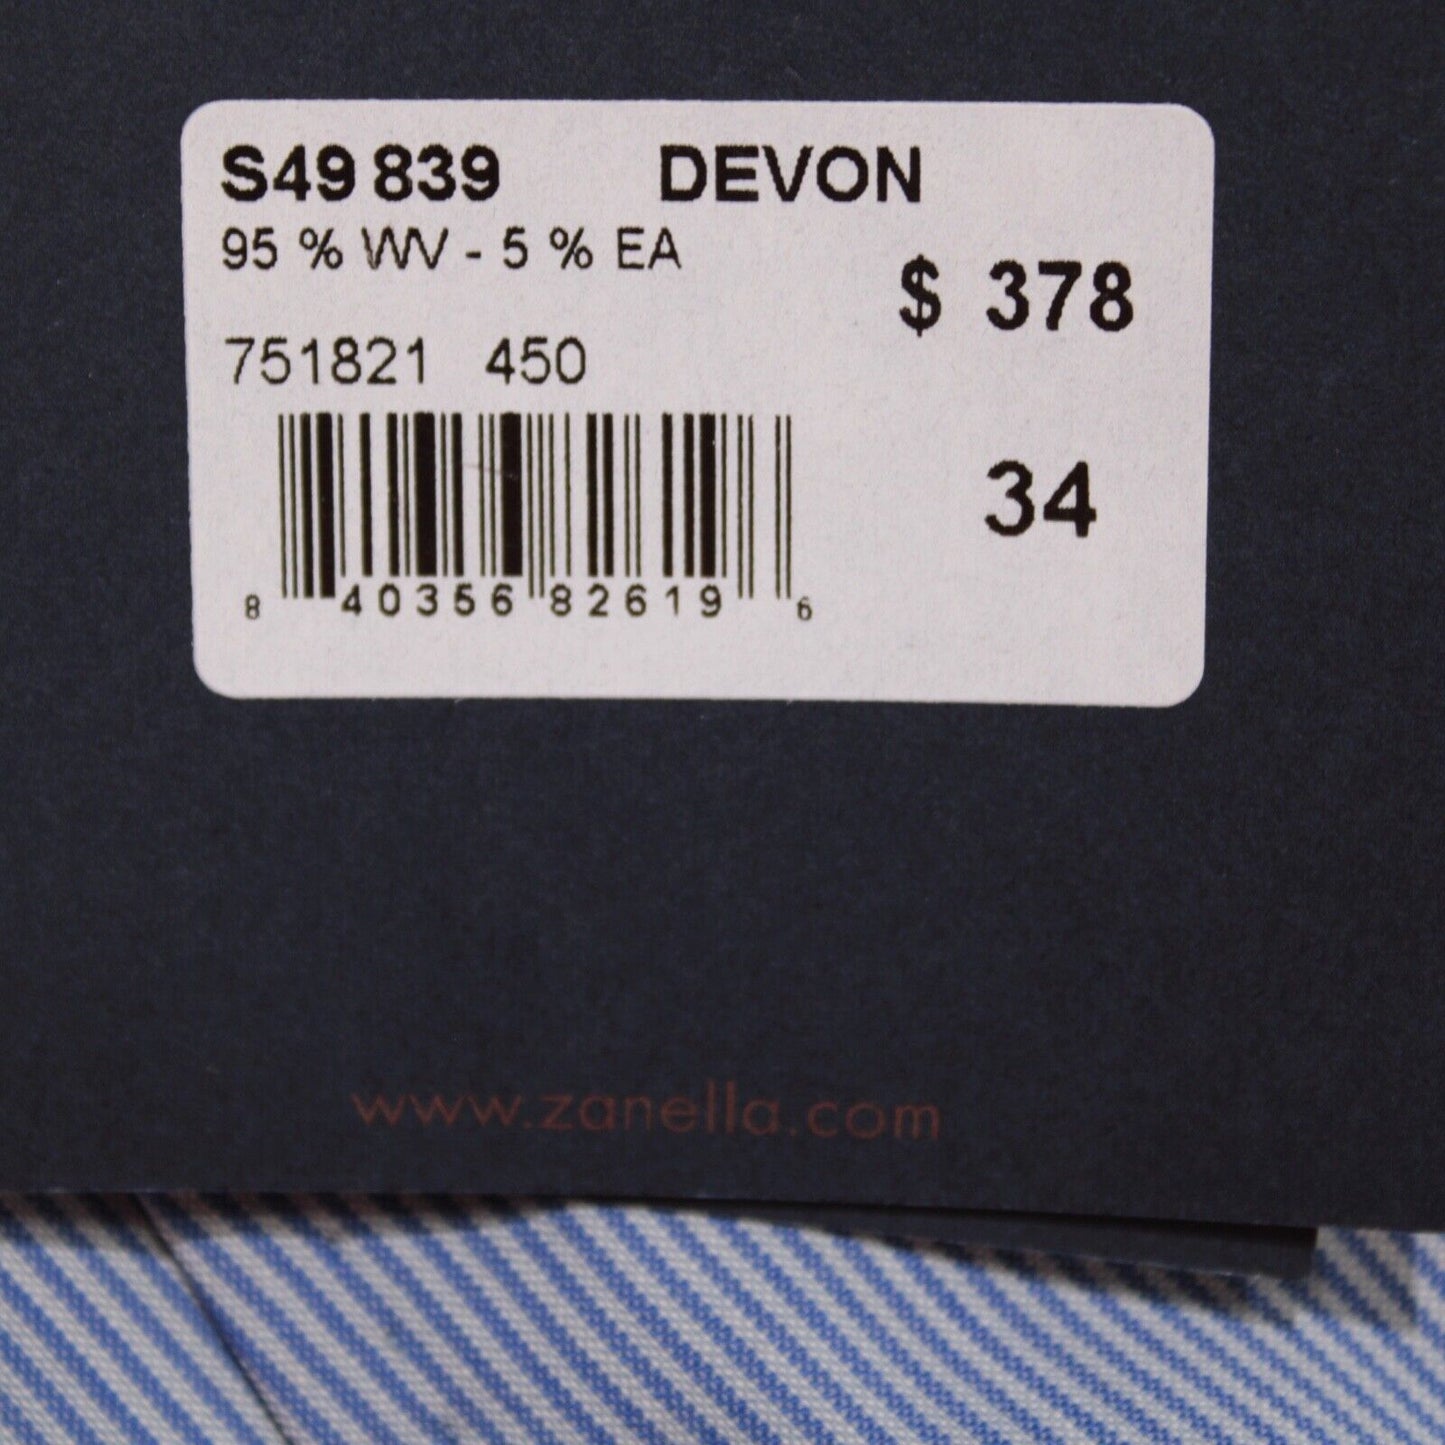 S49 839 DEVON
95 % WV - 5 % EA
$ 378
751821 450
34
8 40356 82619 6
www.zanella.com